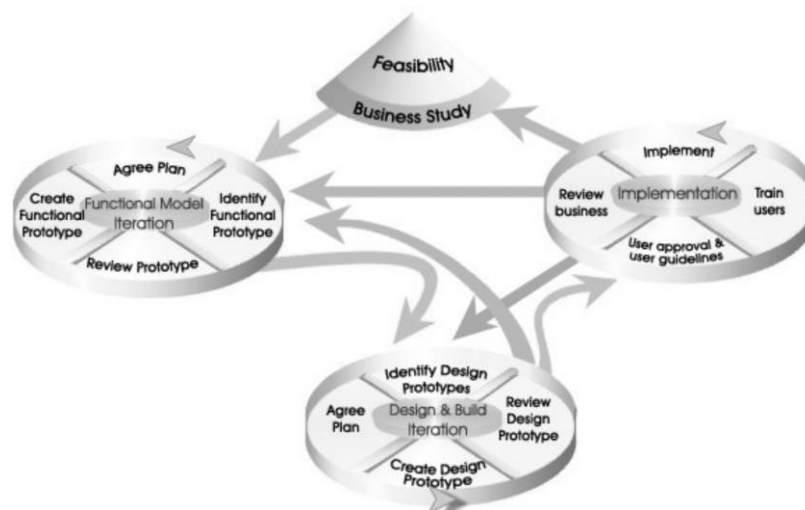 Feasibility
Business Study
Agree Plan
Create
Functional
Prototype
Functional Model
Iteration
Identify
Functional
Prototype
Review Prototype
Implement
Review
business
Implementation
Train
users
User approval &
user guidelines
Identify Design
Prototypes
Agree
Plan
Design & Build
Iteration
Review
Design
Prototype
Create Design
Prototype